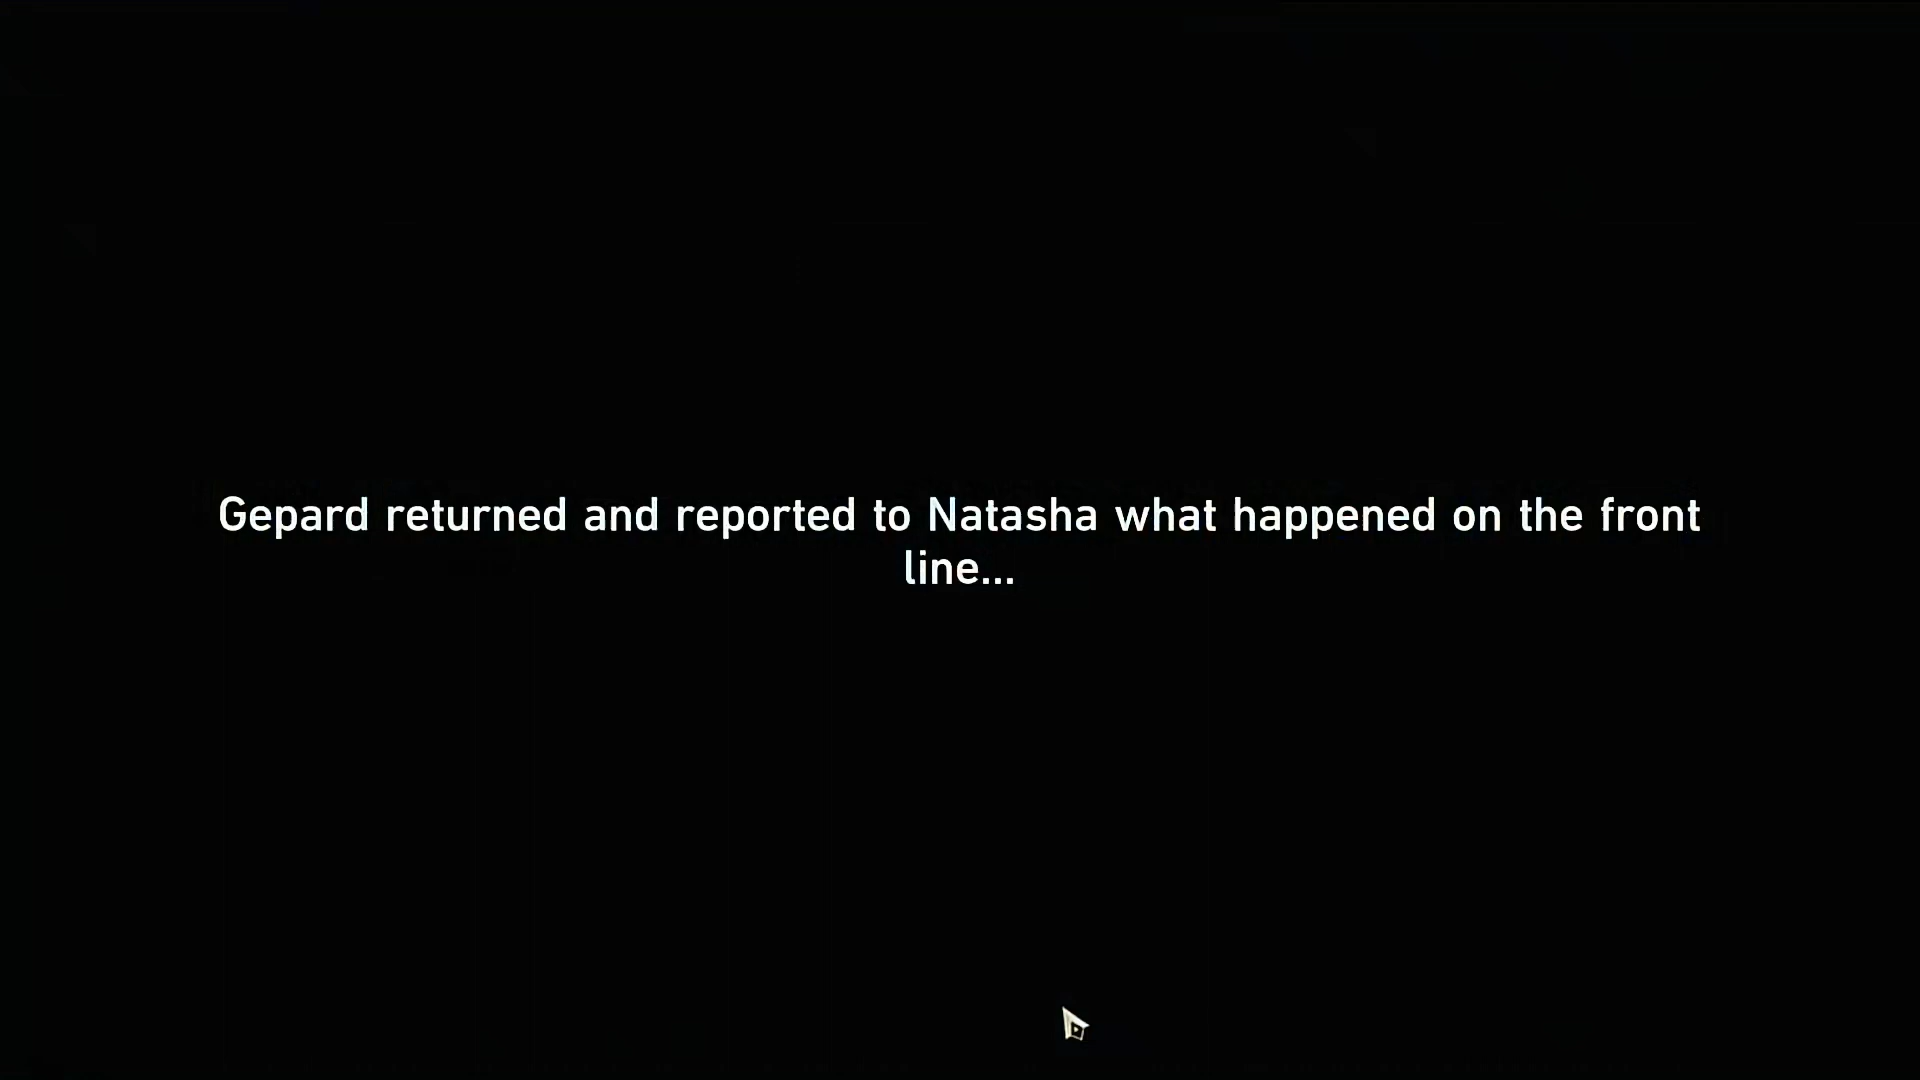 Gepard returned and reported to Natasha what happened on the front
line...